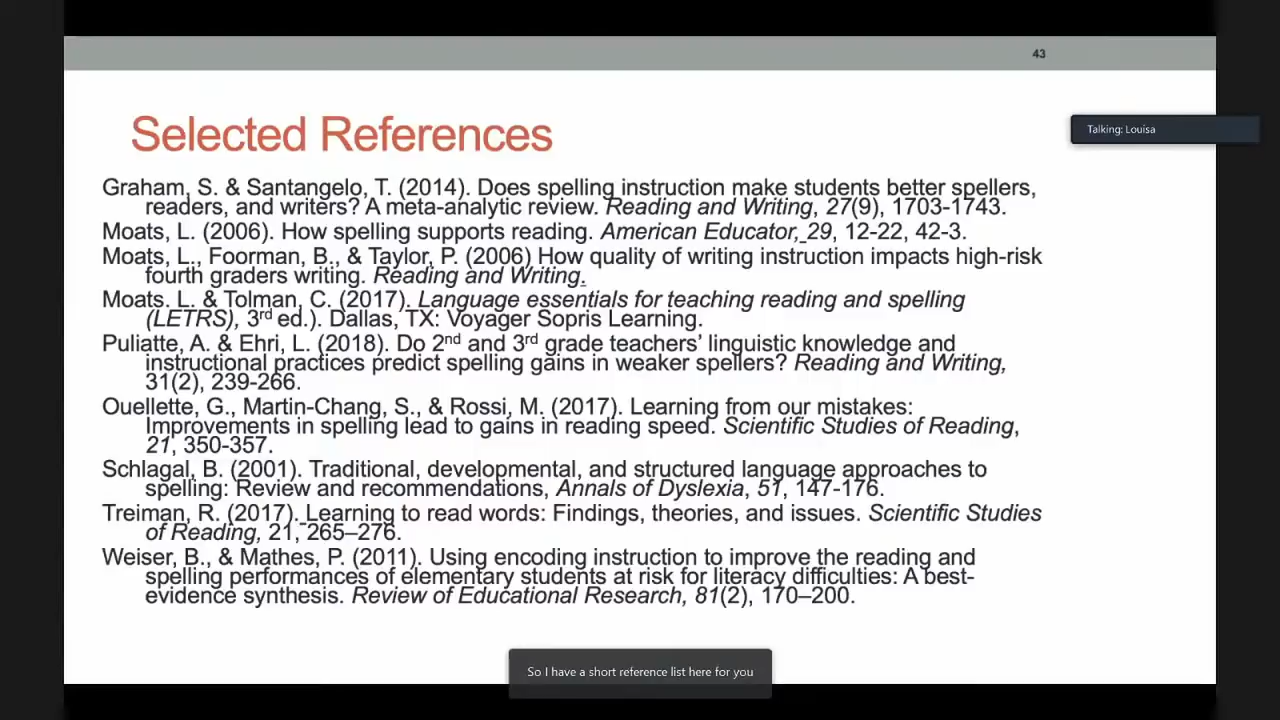 43
Selected References
Talking: Louisa
Graham, S. & Santangelo, T. (2014). Does spelling instruction make students better spellers,
readers, and writers? A meta-analytic review. Reading and Writing, 27(9), 1703-1743.
Moats, L. (2006). How spelling supports reading. American Educator, 29, 12-22, 42-3.
Moats, L., Foorman, B., & Taylor, P. (2006) How quality of writing instruction impacts high-risk
fourth graders writing. Reading and Writing.
Moats. L. & Tolman, C. (2017). Language essentials for teaching reading and spelling
(LETRS), 3rd ed.). Dallas, TX: Voyager Sopris Learning.
Puliatte, A. & Ehri, L. (2018). Do 2nd and 3rd grade teachers’ linguistic knowledge and
instructional practices predict spelling gains in weaker spellers? Reading and Writing,
31(2), 239-266.
Ouellette, G., Martin-Chang, S., & Rossi, M. (2017). Learning from our mistakes:
Improvements in spelling lead to gains in reading speed. Scientific Studies of Reading,
21, 350-357.
Schlagal, B. (2001). Traditional, developmental, and structured language approaches to
spelling: Review and recommendations, Annals of Dyslexia, 51, 147-176.
Treiman, R. (2017). Learning to read words: Findings, theories, and issues. Scientific Studies
of Reading, 21, 265–276.
Weiser, B., & Mathes, P. (2011). Using encoding instruction to improve the reading and
spelling performances of elementary students at risk for literacy difficulties: A best-
evidence synthesis. Review of Educational Research, 81(2), 170–200.
So I have a short reference list here for you